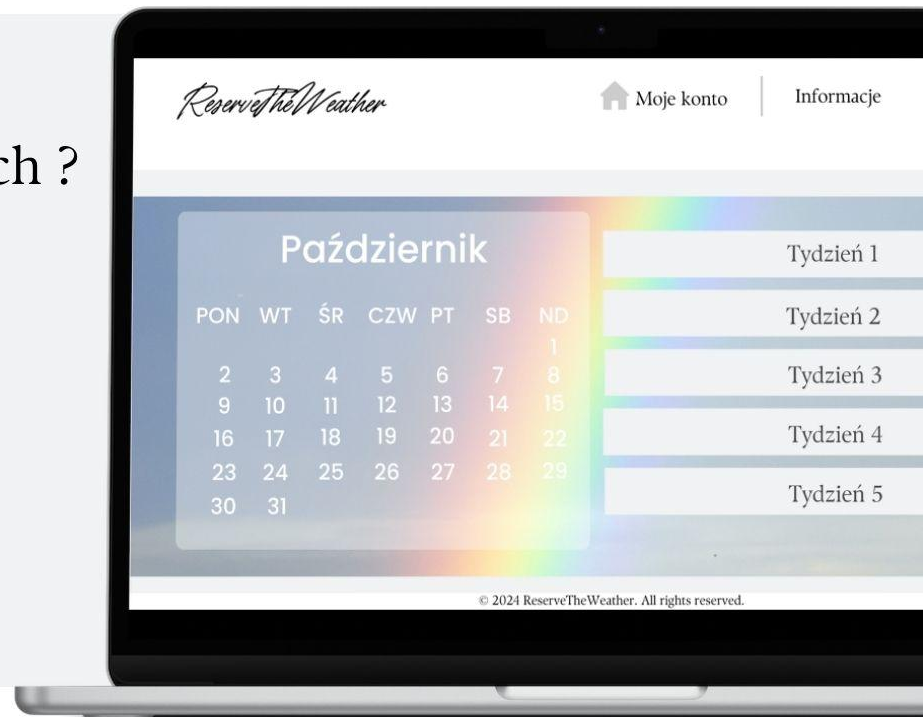 ch ?
ReserveTheWeather
Moje konto
Informacje
Październik
PON WT ŚR CZW PT SB ND
1
2 3 4 5 6 7 8
9 10 11 12 13 14 15
16 17 18 19 20 21 22
23 24 25 26 27 28 29
30 31
Tydzień 1
Tydzień 2
Tydzień 3
Tydzień 4
Tydzień 5
© 2024 ReserveTheWeather. All rights reserved.